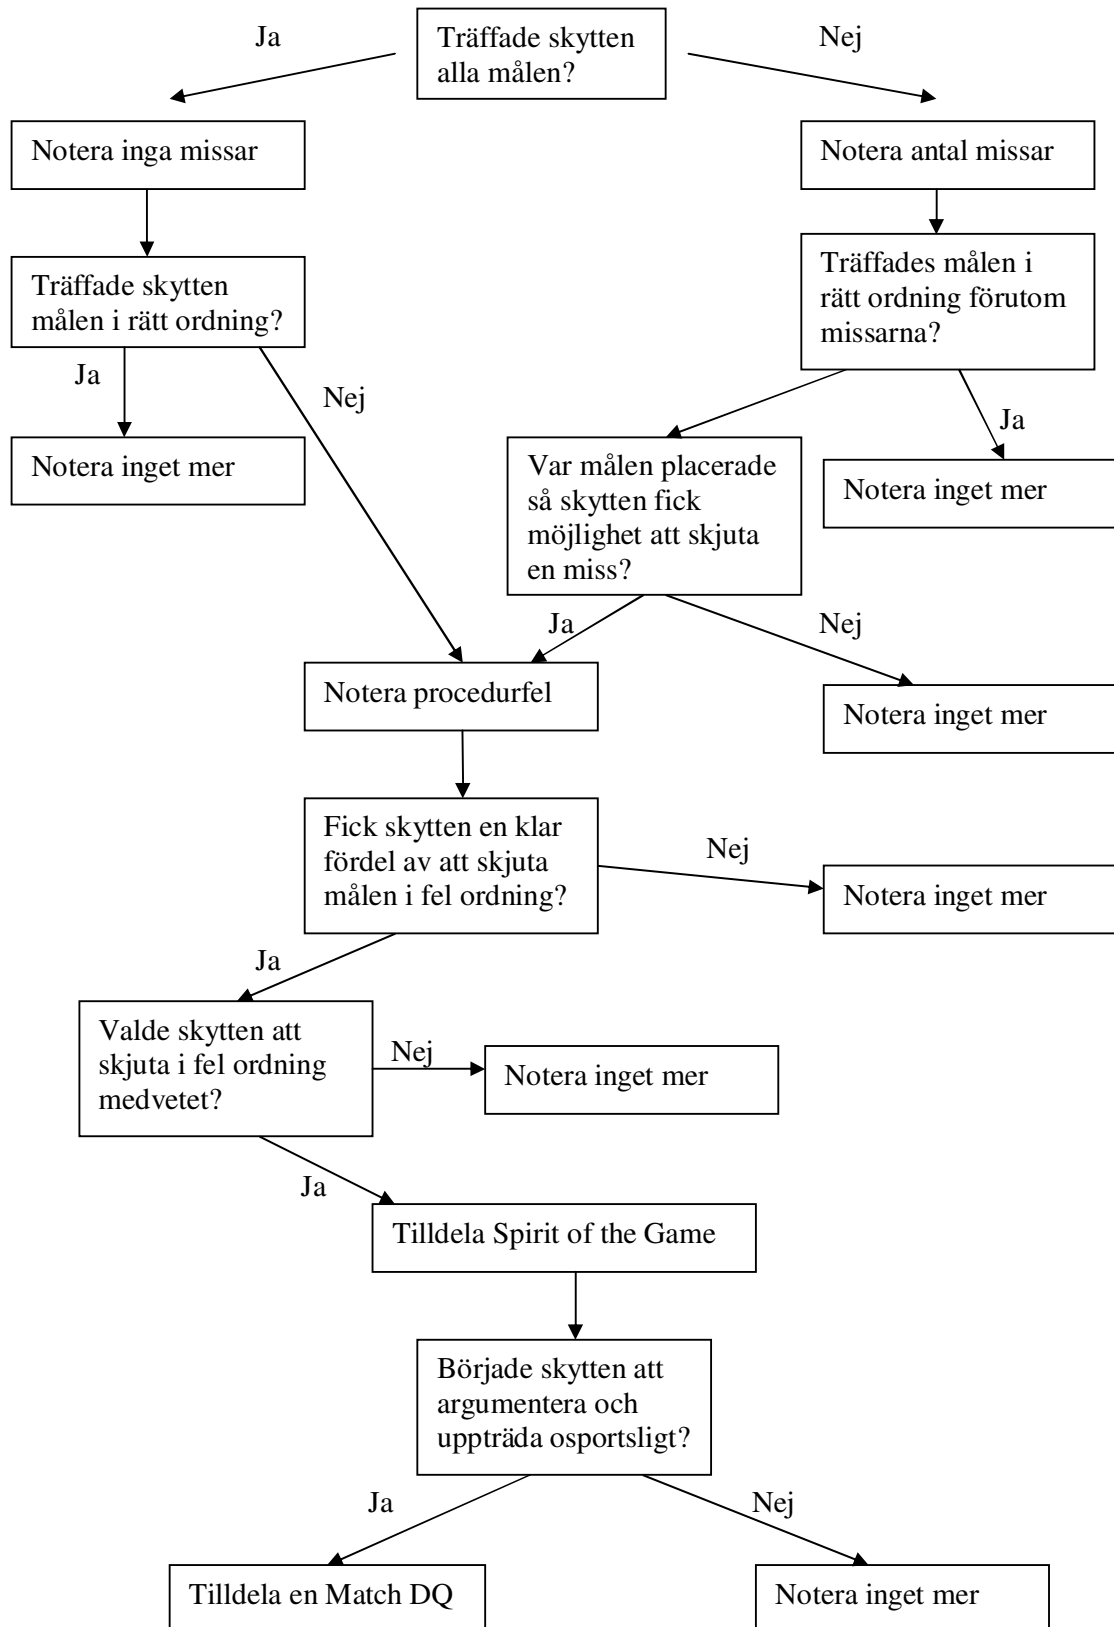 Ja
Träffade skytten
alla målen?
Nej
Notera inga missar
Notera antal missar
Träffade skytten
målen i rätt ordning?
Träffades målen i
rätt ordning förutom
missarna?
Ja
Nej
Ja
Notera inget mer
Var målen placerade
så skytten fick
möjlighet att skjuta
en miss?
Notera inget mer
Ja
Nej
Notera procedurfel
Notera inget mer
Fick skytten en klar
fördel av att skjuta
målen i fel ordning?
Nej
Notera inget mer
Ja
Valde skytten att
skjuta i fel ordning
medvetet?
Nej
Notera inget mer
Ja
Tilldela Spirit of the Game
Började skytten att
argumentera och
uppträda osportsligt?
Ja
Nej
Tilldela en Match DQ
Notera inget mer